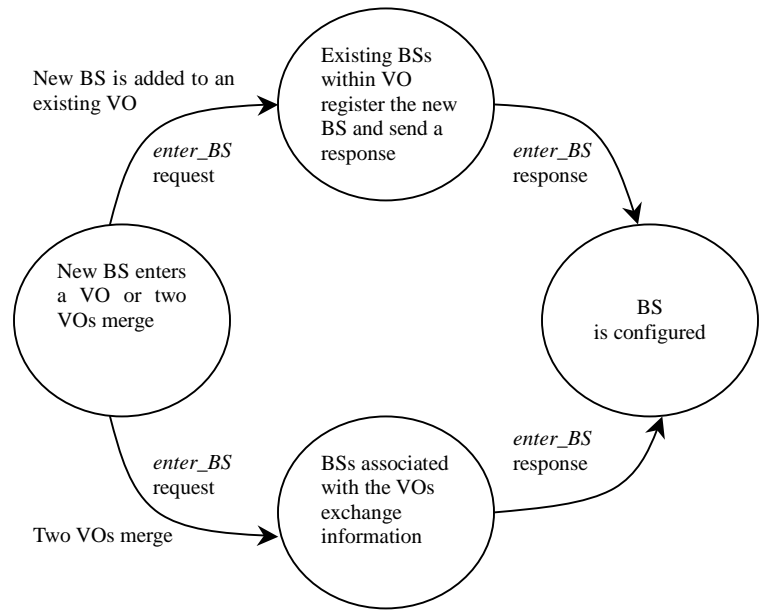 New BS is added to an
existing VO
Existing BSs
within VO
register the new
BS and send a
response
enter_BS
request
enter_BS
response
New BS enters
a VO or two
VOs merge
BS
is configured
enter_BS
request
BSs associated
with the VOs
exchange
information
enter_BS
response
Two VOs merge